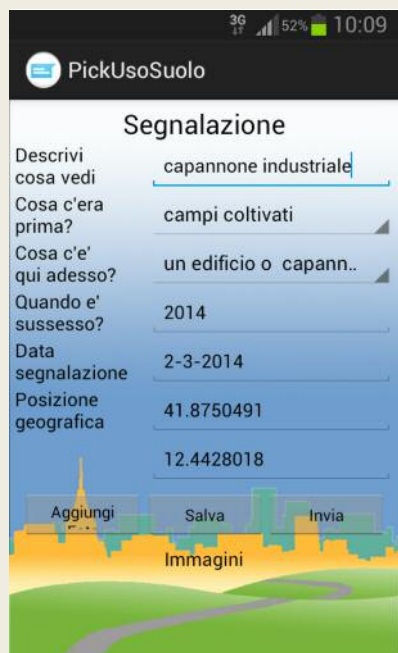 3G 52% 10:09
PickUsoSuolo
Segnalazione
Descrivi
cosa vedi
capannone industriale
Cosa c'era
prima?
campi coltivati
Cosa c'e'
qui adesso?
un edificio o capann..
Quando e'
sussesso?
2014
Data
segnalazione
2-3-2014
Posizione
geografica
41.8750491
12.4428018
Aggiungi Salva Invia
Immagini